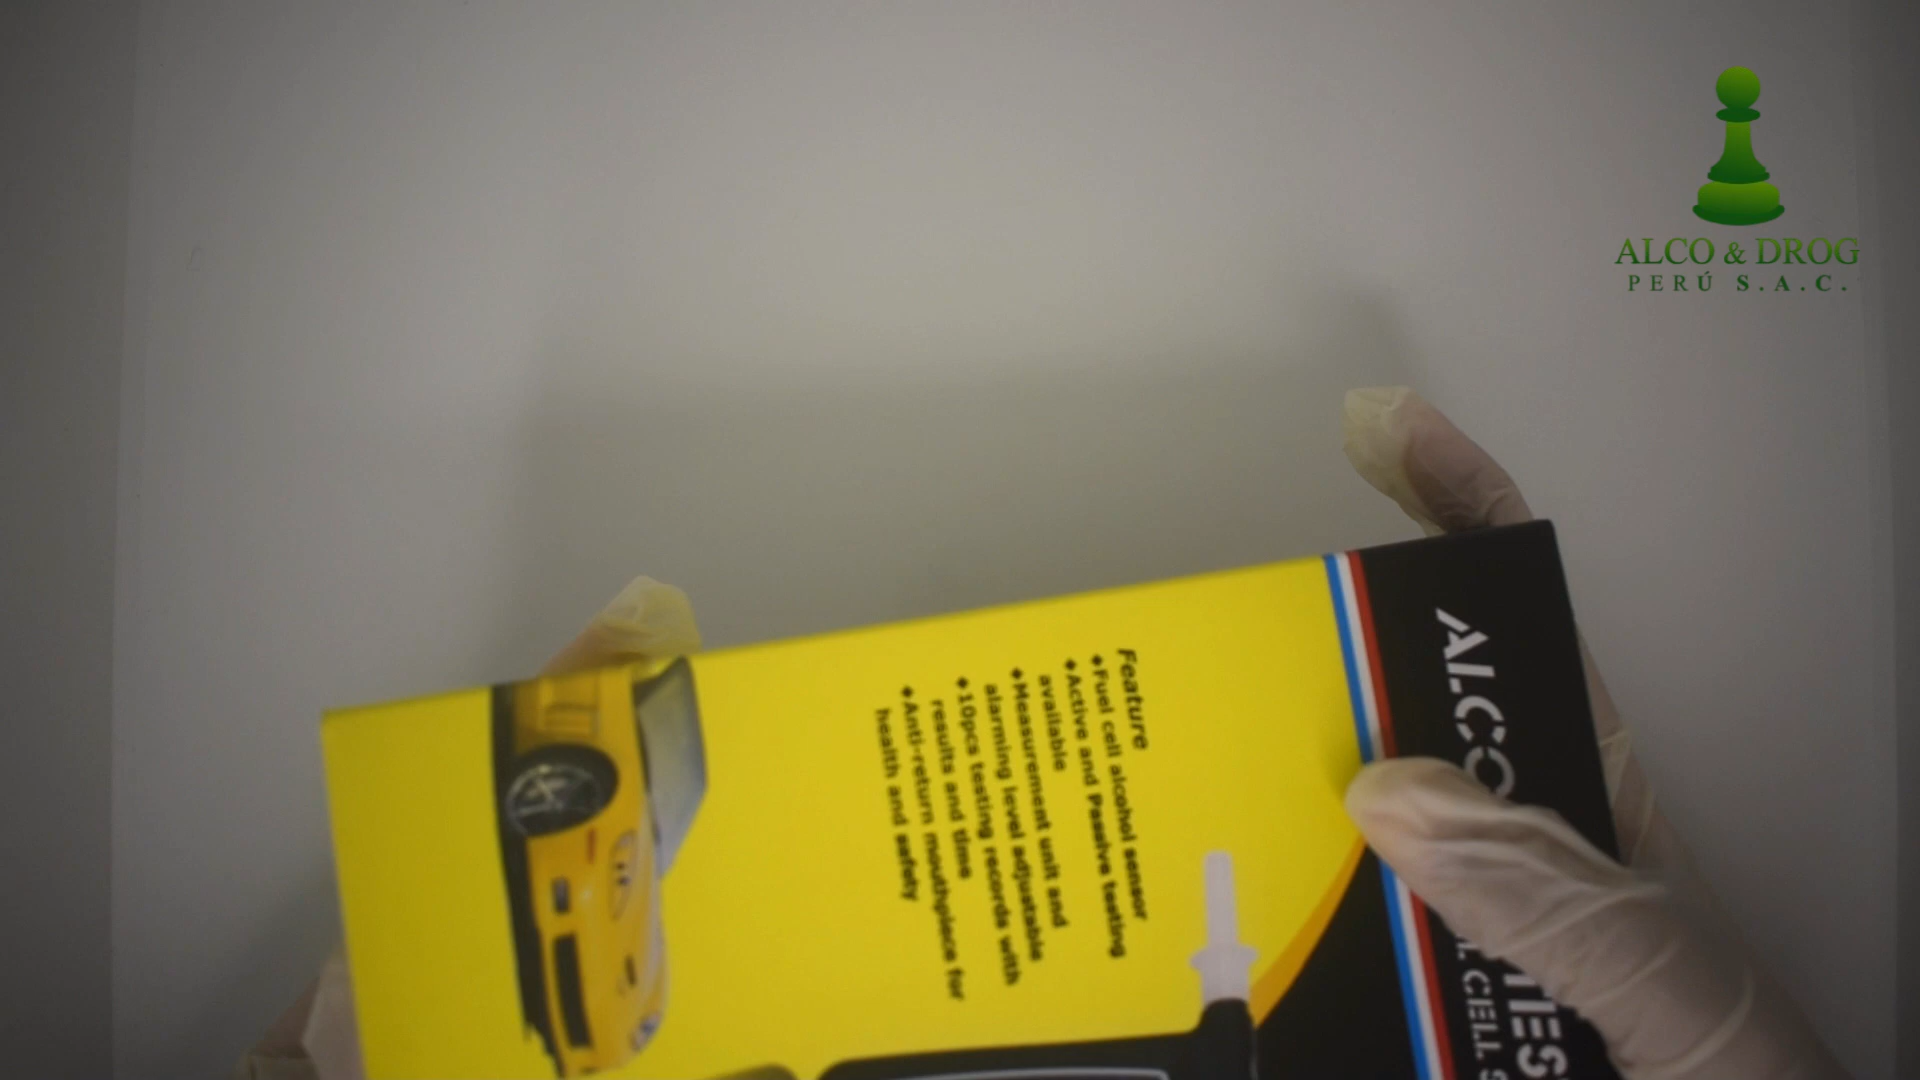 ALCO & DROG
PERÚ S.A.C.
ALCO
CELL
Feature
◆Fuel cell alcohol sensor
◆Active and Passive testing
available
◆Measurement unit and
alarming level adjustable
◆10pcs testing records with
results and time
◆Anti-return mouthpiece for
health and safety